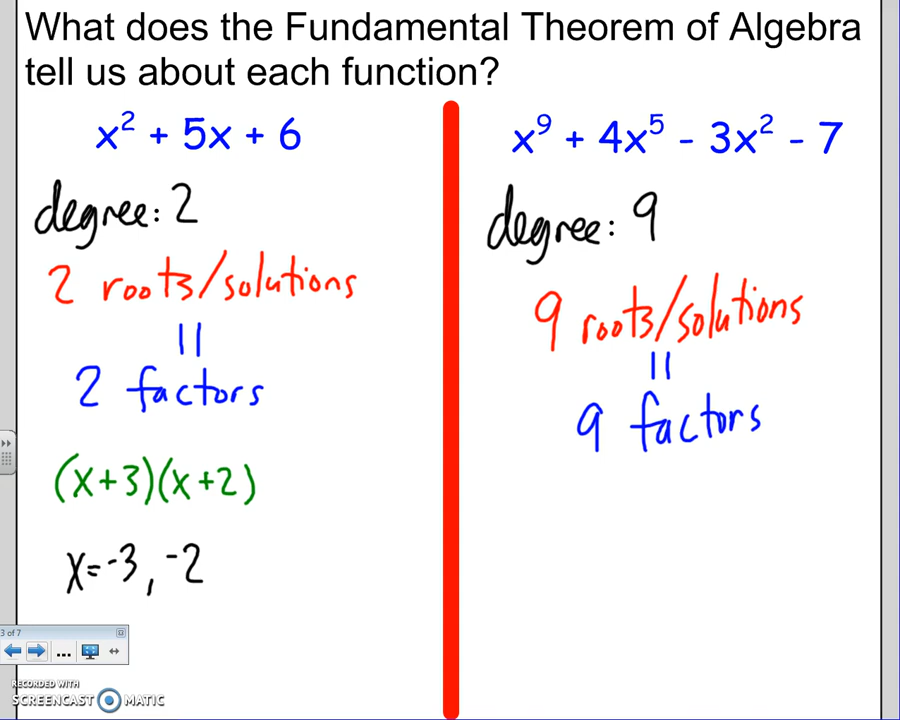 What does the Fundamental Theorem of Algebra
tell us about each function?
x² + 5x + 6
degree: 2
2 roots/solutions
=
2 factors
(x+3)(x+2)
x=-3, -2
x⁹ + 4x⁵ - 3x² - 7
degree: 9
9 roots/solutions
=
9 factors
3 of 7
...
RECORDED WITH
SCREENCAST MATIC